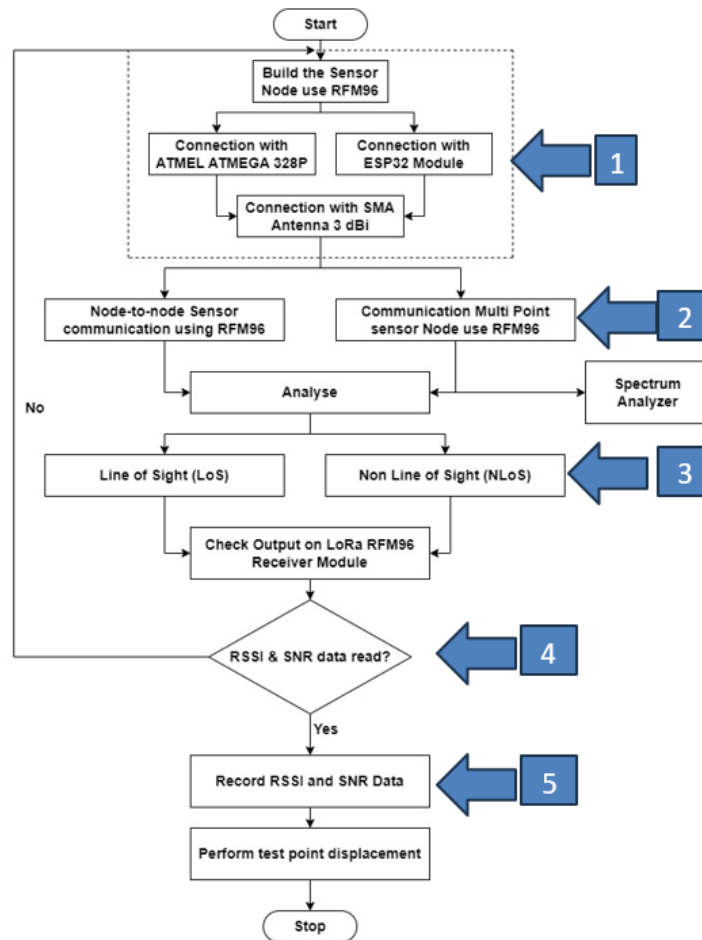 Start
Build the Sensor
Node use RFM96
Connection with
ATMEL ATMEGA 328P
Connection with
ESP32 Module
1
Connection with SMA
Antenna 3 dBi
Node-to-node Sensor
communication using RFM96
Communication Multi Point
sensor Node use RFM96
2
No
Analyse
Spectrum
Analyzer
Line of Sight (LoS)
Non Line of Sight (NLoS)
3
Check Output on LoRa RFM96
Receiver Module
RSSI & SNR data read?
4
Yes
Record RSSI and SNR Data
5
Perform test point displacement
Stop